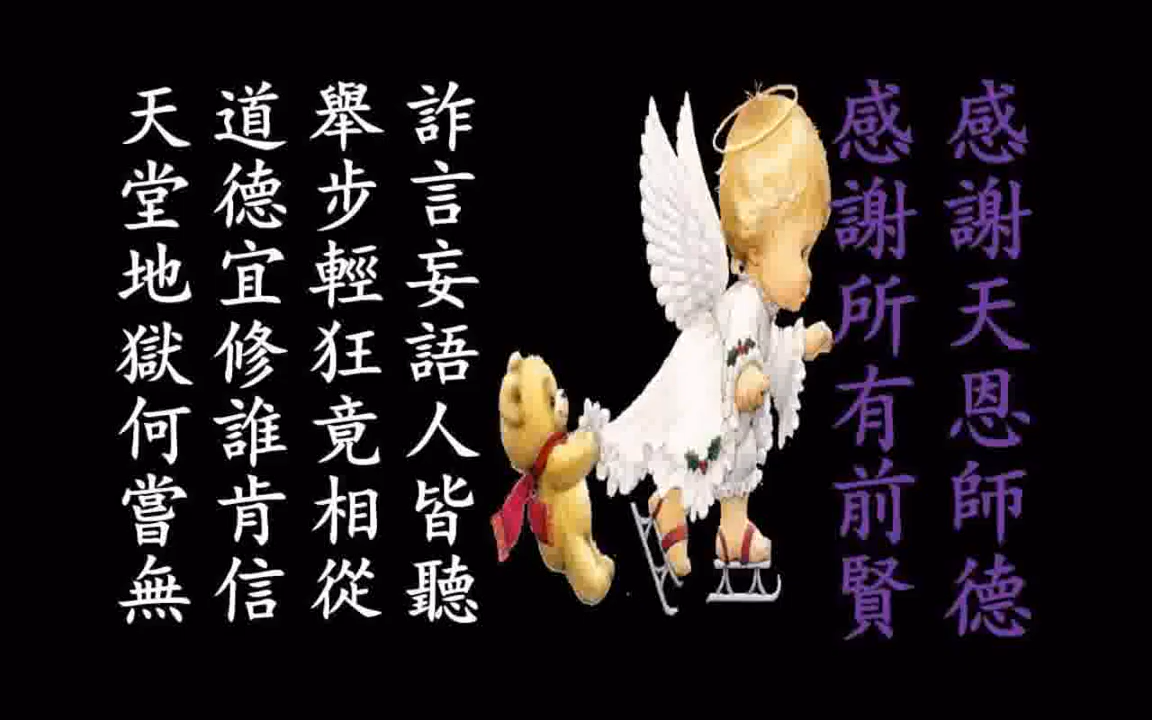 感謝天恩師德
感謝所有前賢
詐言妄語人皆聽
舉步輕狂竟相從
道德宜修誰肯信
天堂地獄何嘗無